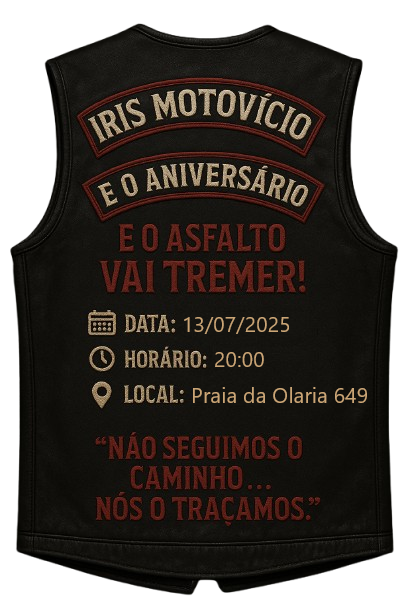 IRIS MOTOVÍCIO
E O ANIVERSÁRIO
E O ASFALTO
VAI TREMER!
DATA: 13/07/2025
HORÁRIO: 20:00
LOCAL: Praia da Olaria 649
“NÃO SEGUIMOS O
CAMINHO...
NÓS O TRAÇAMOS.”